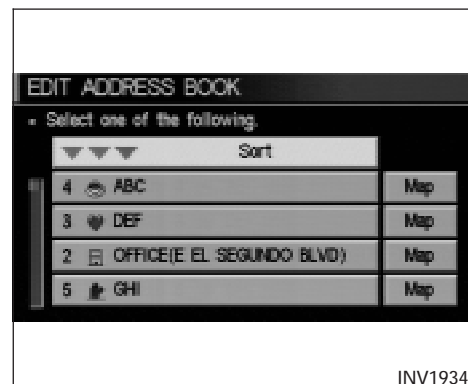 EDIT ADDRESS BOOK
Select one of the following.
Sort
4 ABC Map
3 DEF Map
2 OFFICE(E EL SEGUNDO BLVD) Map
5 GHI Map
INV1934